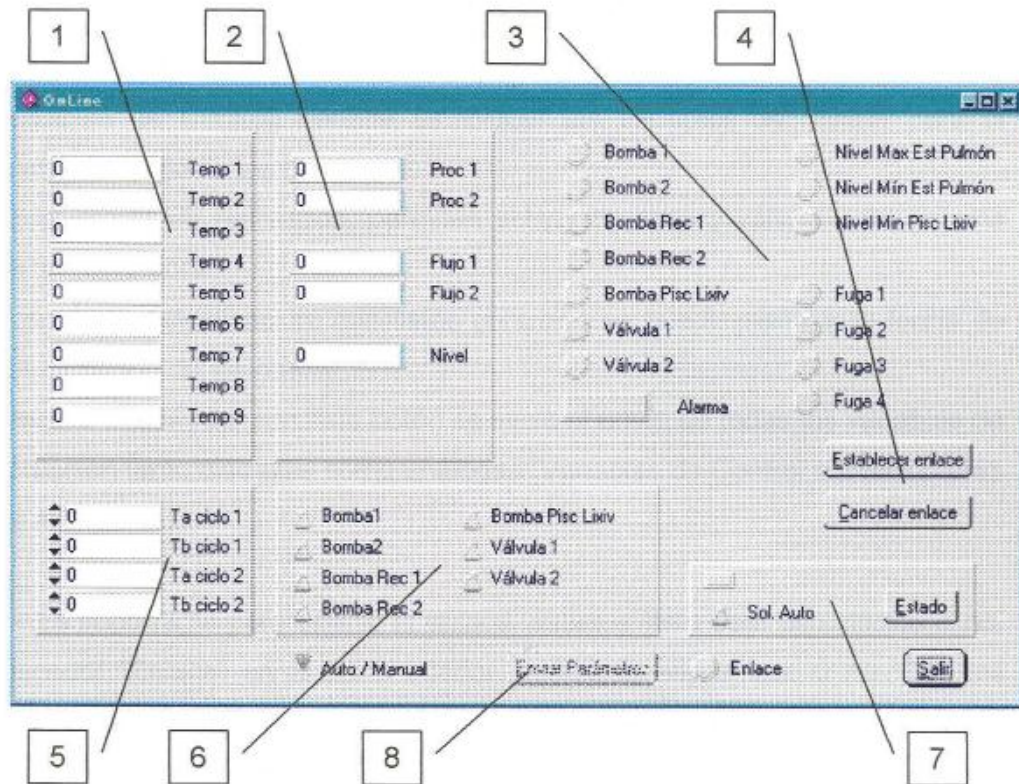 1 2 3 4
OnLine
0 Temp 1
0 Temp 2
0 Temp 3
0 Temp 4
0 Temp 5
0 Temp 6
0 Temp 7
0 Temp 8
0 Temp 9
0 Proc 1
0 Proc 2
0 Flujo 1
0 Flujo 2
0 Nivel
Bomba 1
Bomba 2
Bomba Rec 1
Bomba Rec 2
Bomba Pisc Lixiv
Válvula 1
Válvula 2
Alarma
Nivel Max Est Pulmón
Nivel Mín Est Pulmón
Nivel Min Pisc Lixiv
Fuga 1
Fuga 2
Fuga 3
Fuga 4
Establecer enlace
Cancelar enlace
0 Ta ciclo 1
0 Tb ciclo 1
0 Ta ciclo 2
0 Tb ciclo 2
Bomba1
Bomba2
Bomba Rec 1
Bomba Rec 2
Bomba Pisc Lixiv
Válvula 1
Válvula 2
Sol. Auto
Estado
Auto / Manual
Enviar Parámetros
Enlace
Salir
5 6 8 7